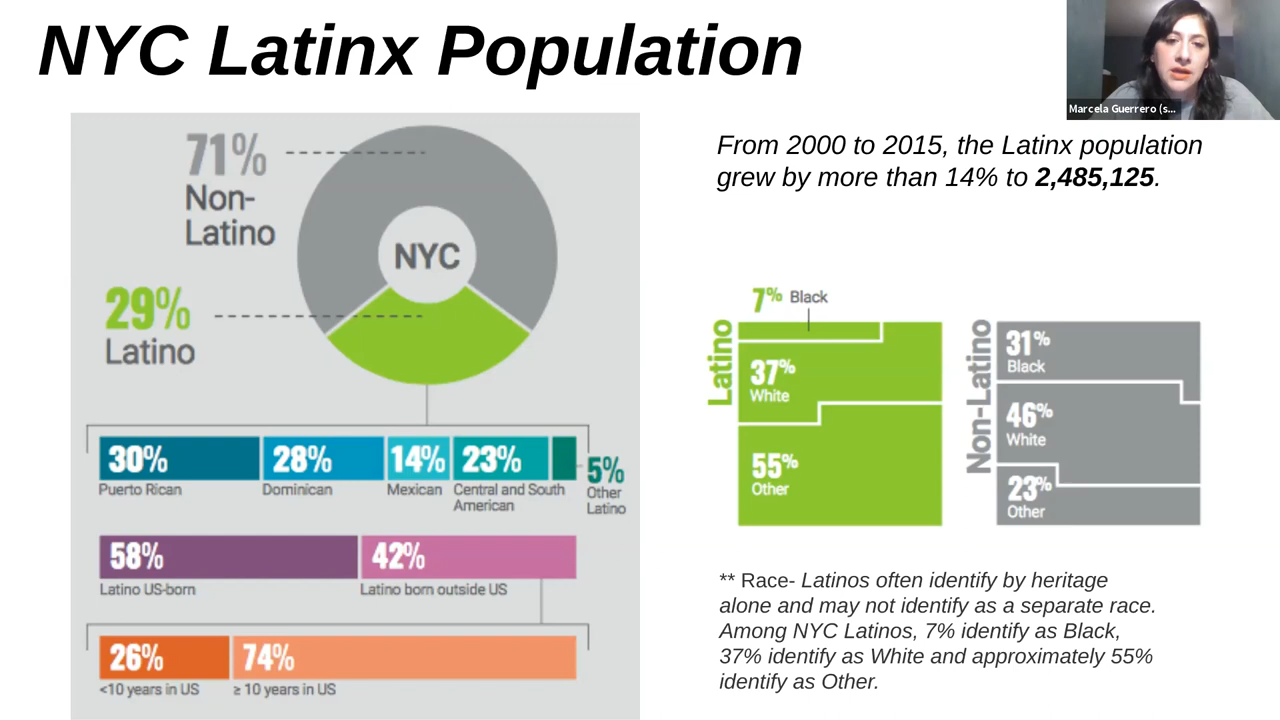 NYC Latinx Population
Marcela Guerrero (s...
71%
Non-
Latino
NYC
29%
Latino
30%
28%
14%
23%
5%
Puerto Rican
Dominican
Mexican
Central and South
American
Other
Latino
58%
42%
Latino US-born
Latino born outside US
26%
74%
<10 years in US
≥ 10 years in US
From 2000 to 2015, the Latinx population
grew by more than 14% to 2,485,125.
Latino
7% Black
37%
White
55%
Other
Non-Latino
31%
Black
46%
White
23%
Other
** Race- Latinos often identify by heritage
alone and may not identify as a separate race.
Among NYC Latinos, 7% identify as Black,
37% identify as White and approximately 55%
identify as Other.